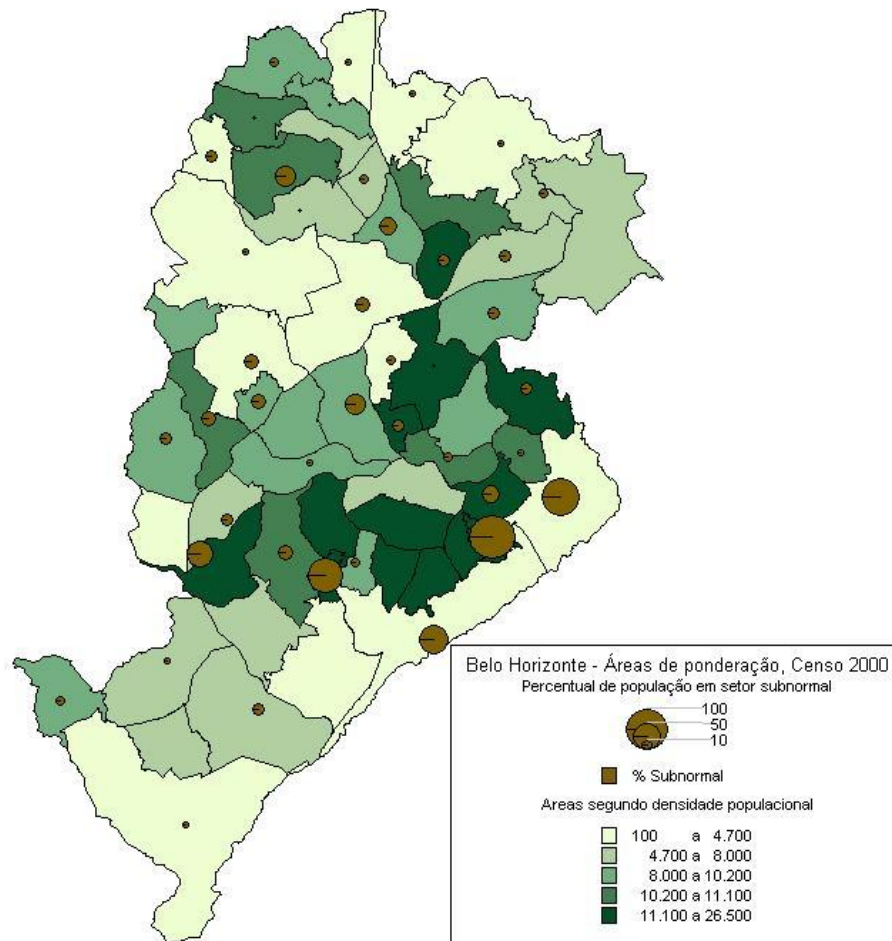 Belo Horizonte - Áreas de ponderação, Censo 2000
Percentual de população em setor subnormal
100
50
10
% Subnormal
Areas segundo densidade populacional
100 a 4.700
4.700 a 8.000
8.000 a 10.200
10.200 a 11.100
11.100 a 26.500